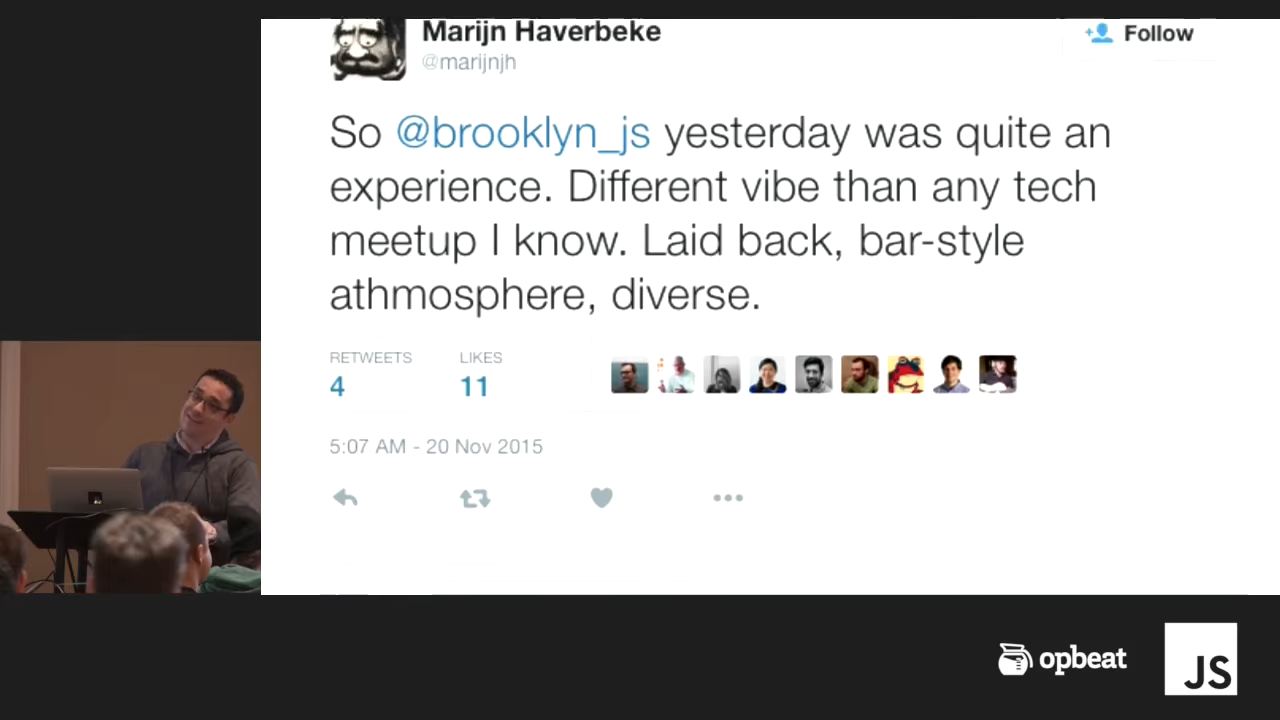 Marijn Haverbeke
Follow
@marijnjh
So @brooklyn_js yesterday was quite an
experience. Different vibe than any tech
meetup I know. Laid back, bar-style
athmosphere, diverse.
RETWEETS
LIKES
4
11
5:07 AM - 20 Nov 2015
opbeat
JS